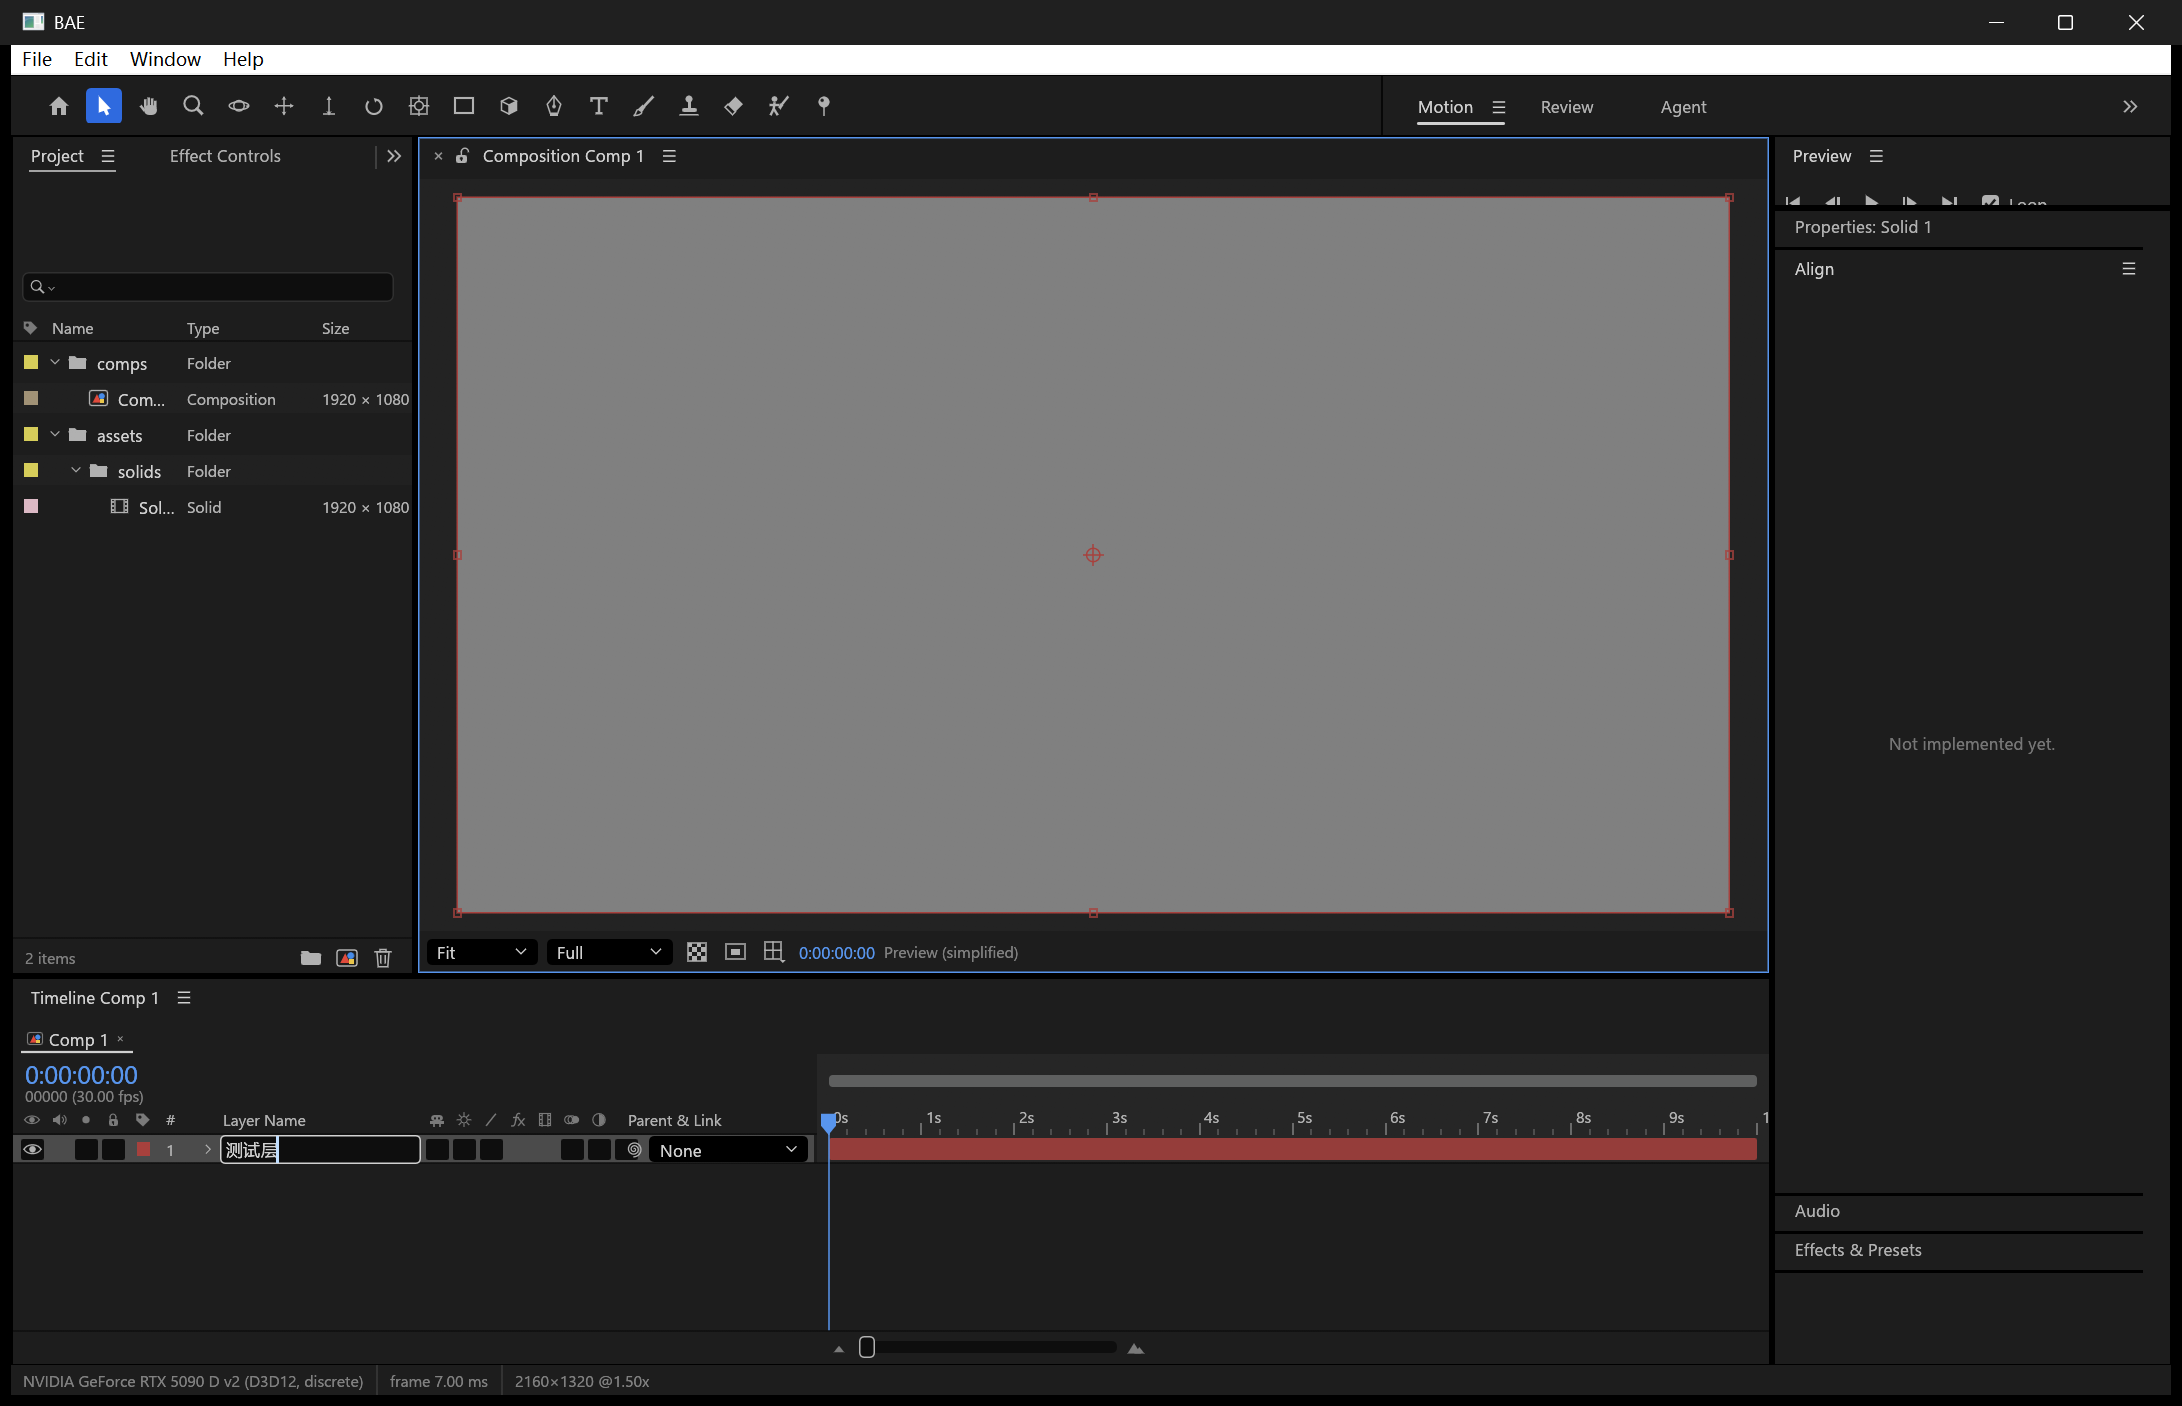 BAE
File Edit Window Help
Motion Review Agent
Project Effect Controls
Composition Comp 1
Preview
Loop
Properties: Solid 1
Align
Name Type Size
comps Folder
Com... Composition 1920 × 1080
assets Folder
solids Folder
Sol... Solid 1920 × 1080
Not implemented yet.
2 items
Fit Full 0:00:00:00 Preview (simplified)
Timeline Comp 1
Comp 1
0:00:00:00
00000 (30.00 fps)
# Layer Name fx Parent & Link
0s 1s 2s 3s 4s 5s 6s 7s 8s 9s 1
1 测试层 None
Audio
Effects & Presets
NVIDIA GeForce RTX 5090 D v2 (D3D12, discrete) frame 7.00 ms 2160×1320 @1.50x